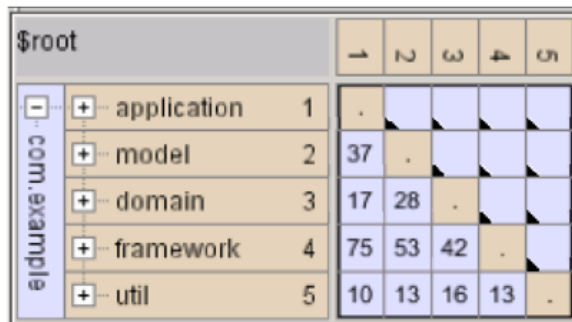 $root 1 2 3 4 5
com.example
application 1 .
model 2 37 .
domain 3 17 28 .
framework 4 75 53 42 .
util 5 10 13 16 13 .